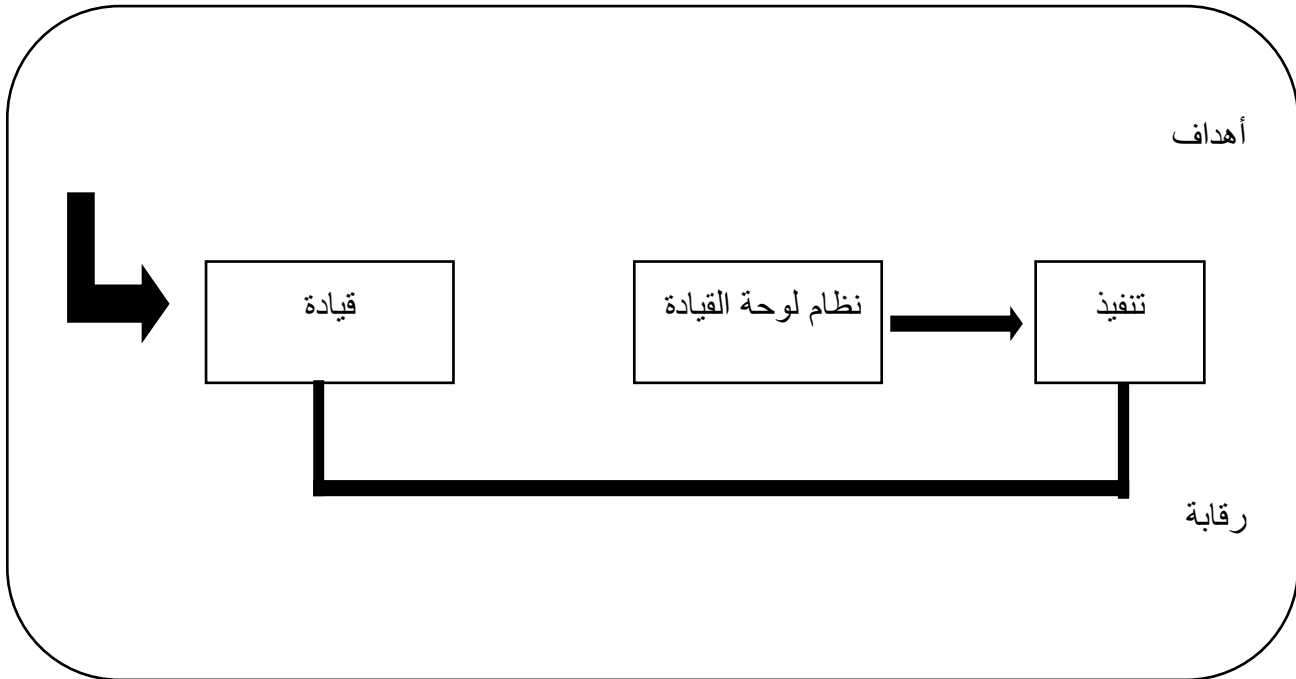 أهداف
تنفيذ
نظام لوحة القيادة
قيادة
رقابة